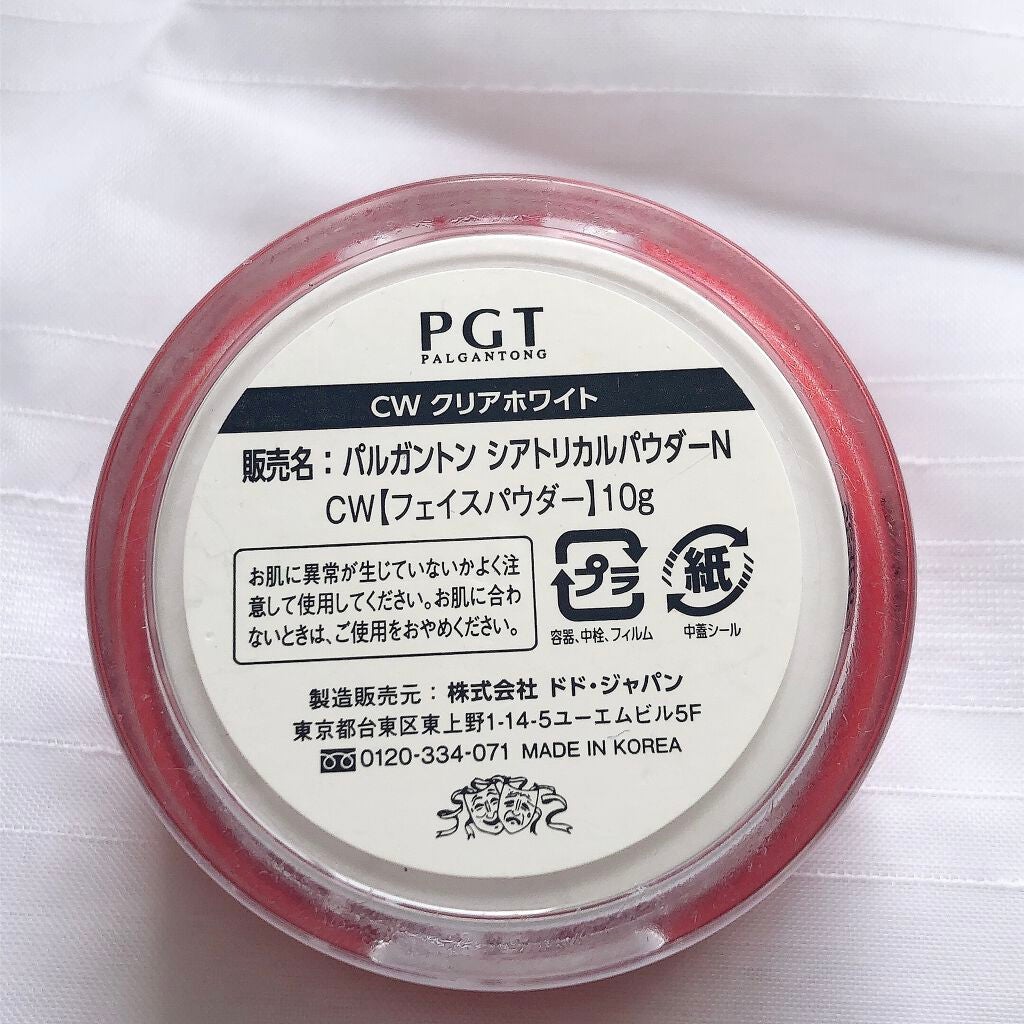 PGT
PALGANTONG
CW クリアホワイト
販売名：パルガントン シアトリカルパウダーN
CW【フェイスパウダー】10g
お肌に異常が生じていないかよく注
意して使用してください。お肌に合わ
ないときは、ご使用をおやめください。
プラ
容器、中栓、フィルム
紙
中蓋シール
製造販売元：株式会社 ドド・ジャパン
東京都台東区東上野1-14-5ユーエムビル5F
0120-334-071 MADE IN KOREA